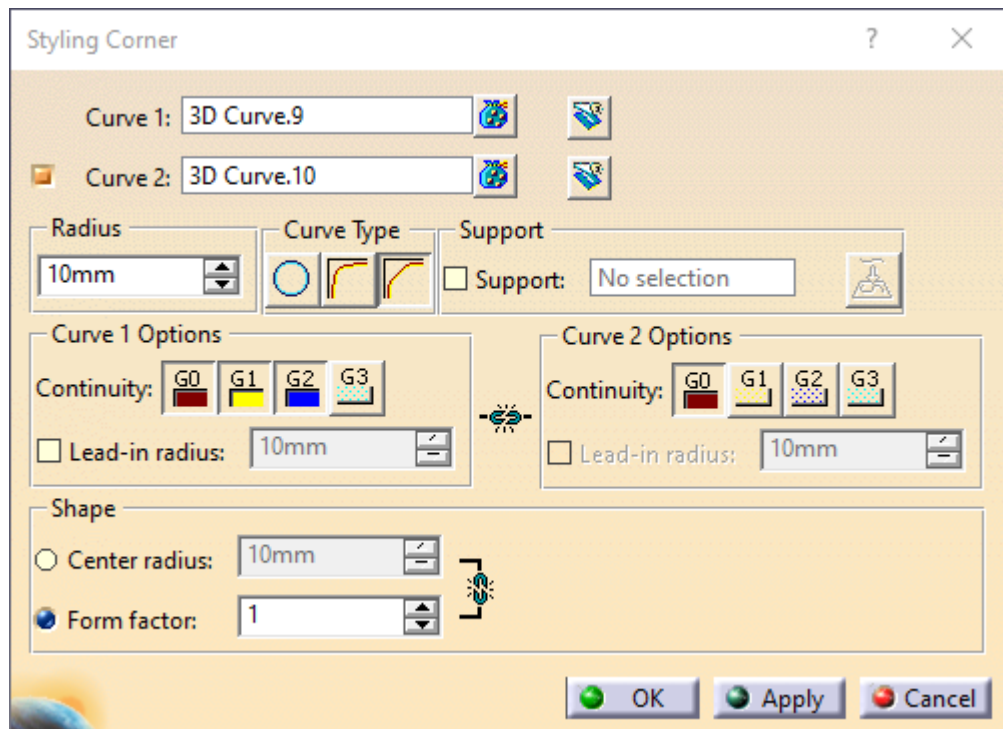 Styling Corner ?
Curve 1: 3D Curve.9
Curve 2: 3D Curve.10
Radius Curve Type Support
10mm Support: No selection
Curve 1 Options Curve 2 Options
Continuity: G0 G1 G2 G3 Continuity: G0 G1 G2 G3
Lead-in radius: 10mm Lead-in radius: 10mm
Shape
Center radius: 10mm
Form factor: 1
OK Apply Cancel